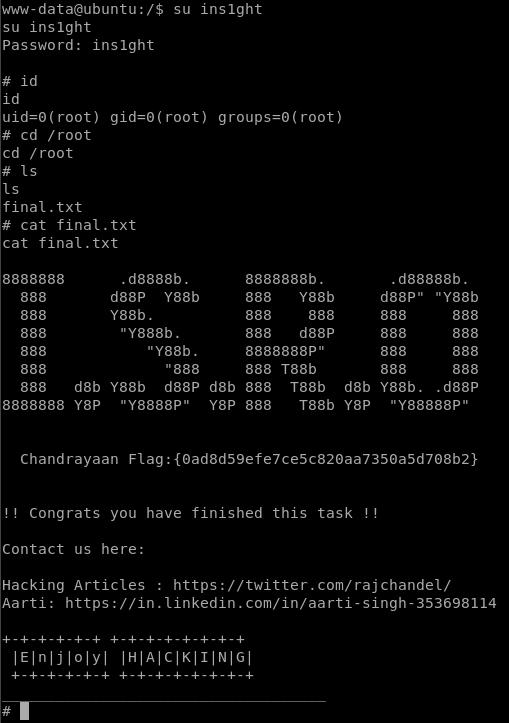 www-data@ubuntu:/$ su ins1ght
su ins1ght
Password: ins1ght

# id
id
uid=0(root) gid=0(root) groups=0(root)
# cd /root
cd /root
# ls
ls
final.txt
# cat final.txt
cat final.txt

8888888      .d8888b.      8888888b.       .d88888b.
  888       d88P  Y88b     888   Y88b     d88P" "Y88b
  888       Y88b.          888    888     888     888
  888        "Y888b.       888   d88P     888     888
  888           "Y88b.     8888888P"      888     888
  888             "888     888 T88b       888     888
  888   d8b Y88b  d88P d8b 888  T88b  d8b Y88b. .d88P
8888888 Y8P  "Y8888P"  Y8P 888   T88b Y8P  "Y88888P"

  Chandrayaan Flag:{0ad8d59efe7ce5c820aa7350a5d708b2}

!! Congrats you have finished this task !!

Contact us here:

Hacking Articles : https://twitter.com/rajchandel/
Aarti: https://in.linkedin.com/in/aarti-singh-353698114

+-+-+-+-+-+ +-+-+-+-+-+-+-+
 |E|n|j|o|y| |H|A|C|K|I|N|G|
 +-+-+-+-+-+ +-+-+-+-+-+-+-+
____________________________________
#